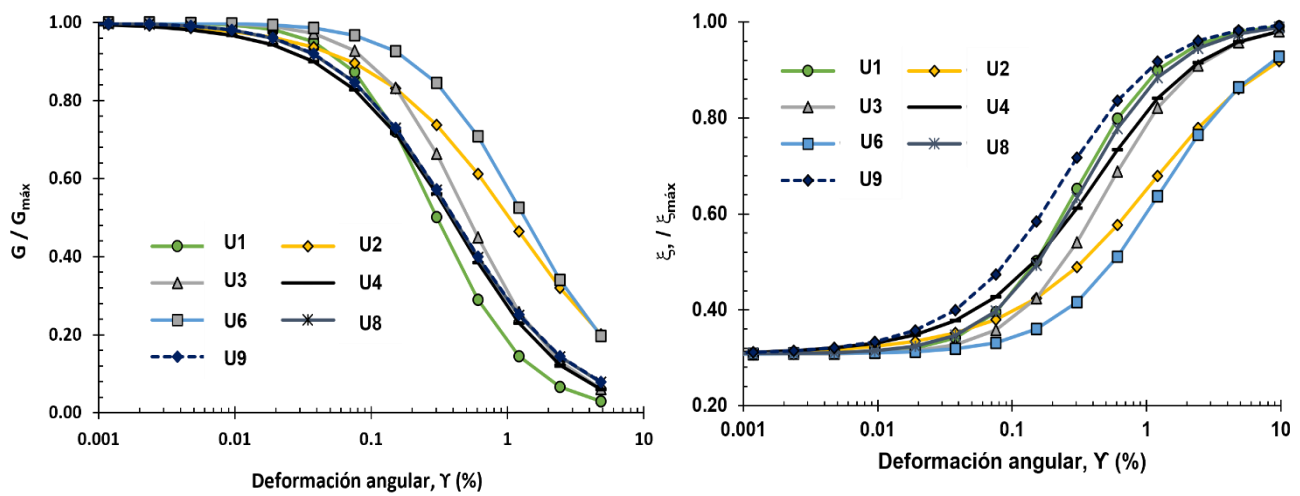 1.00
0.80
0.60
0.40
0.20
0.00
G / Gmáx
U1
U2
U3
U4
U6
U8
U9
0.001
0.01
0.1
1
10
Deformación angular, ϒ (%)
1.00
0.80
0.60
0.40
0.20
ξ, / ξmáx
U1
U2
U3
U4
U6
U8
U9
0.001
0.01
0.1
1
10
Deformación angular, ϒ (%)